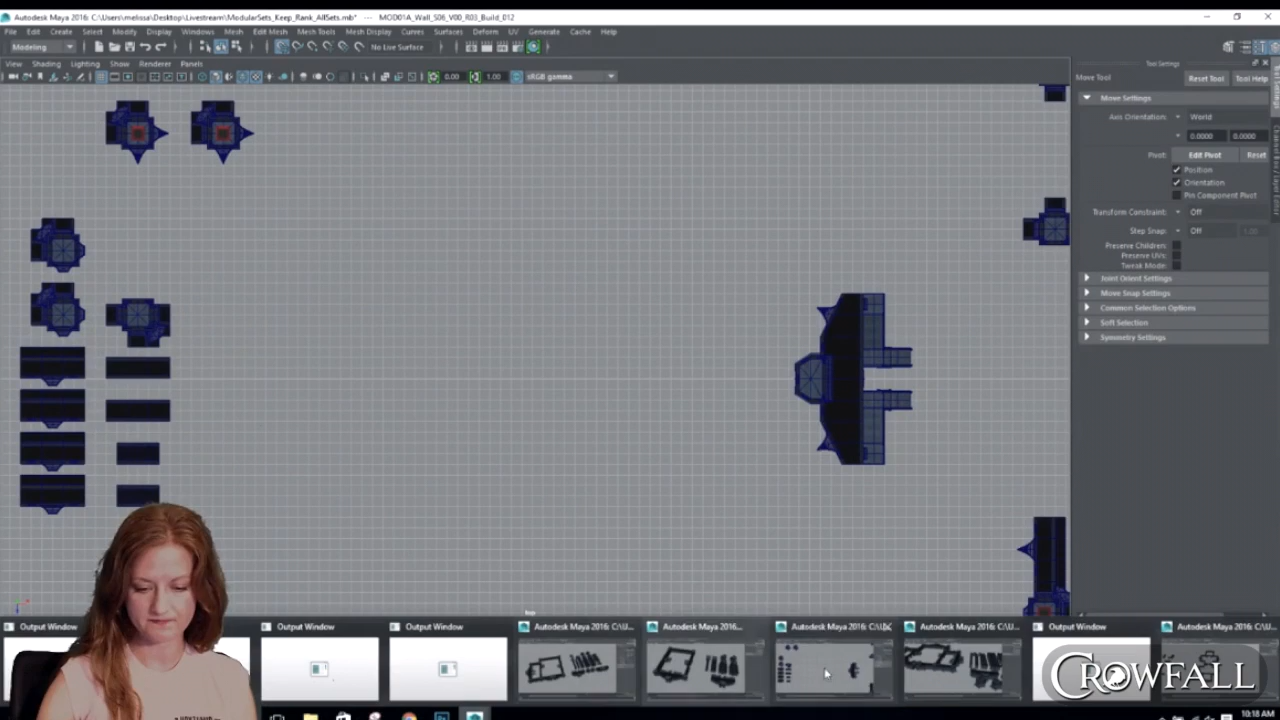 Autodesk Maya 2016: C:\Users\melissa\Desktop\Livestream\ModularSets_Keep_Rank_AllSets.mb* --- MOD01A_Wall_S06_V00_R03_Build_012
File Edit Create Select Modify Display Windows Mesh Edit Mesh Mesh Tools Mesh Display Curves Surfaces Deform UV Generate Cache Help
Modeling No Live Surface
View Shading Lighting Show Renderer Panels
0.00 1.00 sRGB gamma
Tool Settings
Move Tool Reset Tool Tool Help
Move Settings
Axis Orientation: World
0.0000 0.0000
Pivot: Edit Pivot Reset
Position
Orientation
Pin Component Pivot
Transform Constraint: Off
Step Snap: Off 1.00
Preserve Children:
Preserve UVs:
Tweak Mode:
Joint Orient Settings
Move Snap Settings
Common Selection Options
Soft Selection
Symmetry Settings
top
Output Window Output Window Output Window Autodesk Maya 2016: C:\U... Autodesk Maya 2016... Autodesk Maya 2016: C:\U... Autodesk Maya 2016: C:\U... Output Window Autodesk Maya 2016: C:\U...
CROWFALL
10:18 AM